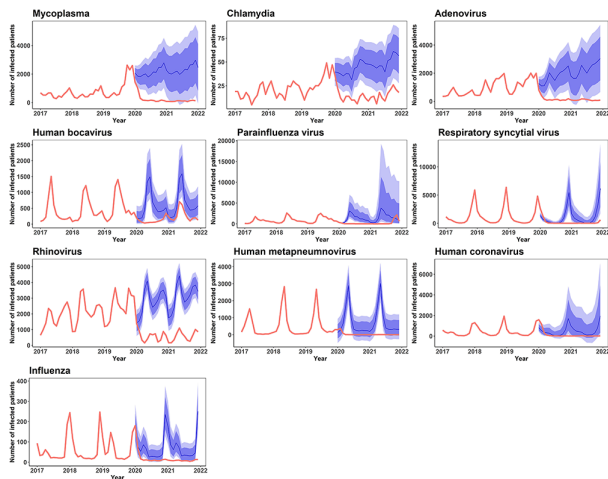 Mycoplasma
Number of infected patients
4000
2000
0
2017 2018 2019 2020 2021 2022
Year
Chlamydia
Number of infected patients
75
50
25
2017 2018 2019 2020 2021 2022
Year
Adenovirus
Number of infected patients
4000
2000
0
2017 2018 2019 2020 2021 2022
Year
Human bocavirus
Number of infected patients
2500
2000
1500
1000
500
0
2017 2018 2019 2020 2021 2022
Year
Parainfluenza virus
Number of infected patients
20000
15000
10000
5000
0
2017 2018 2019 2020 2021 2022
Year
Respiratory syncytial virus
Number of infected patients
10000
5000
0
2017 2018 2019 2020 2021 2022
Year
Rhinovirus
Number of infected patients
5000
4000
3000
2000
1000
0
2017 2018 2019 2020 2021 2022
Year
Human metapneumnovirus
Number of infected patients
4000
3000
2000
1000
0
2017 2018 2019 2020 2021 2022
Year
Human coronavirus
Number of infected patients
6000
4000
2000
0
2017 2018 2019 2020 2021 2022
Year
Influenza
Number of infected patients
400
300
200
100
0
2017 2018 2019 2020 2021 2022
Year